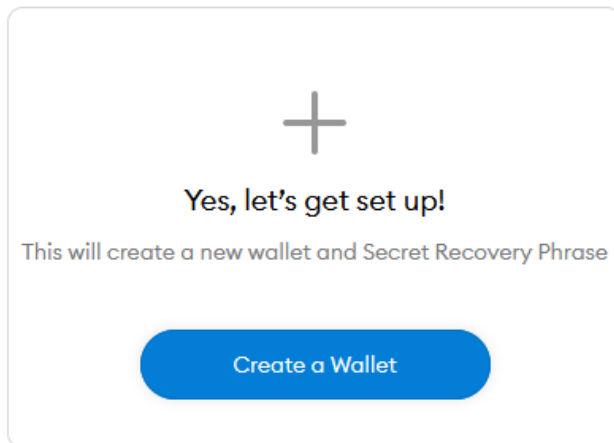 Yes, let’s get set up!
This will create a new wallet and Secret Recovery Phrase
Create a Wallet